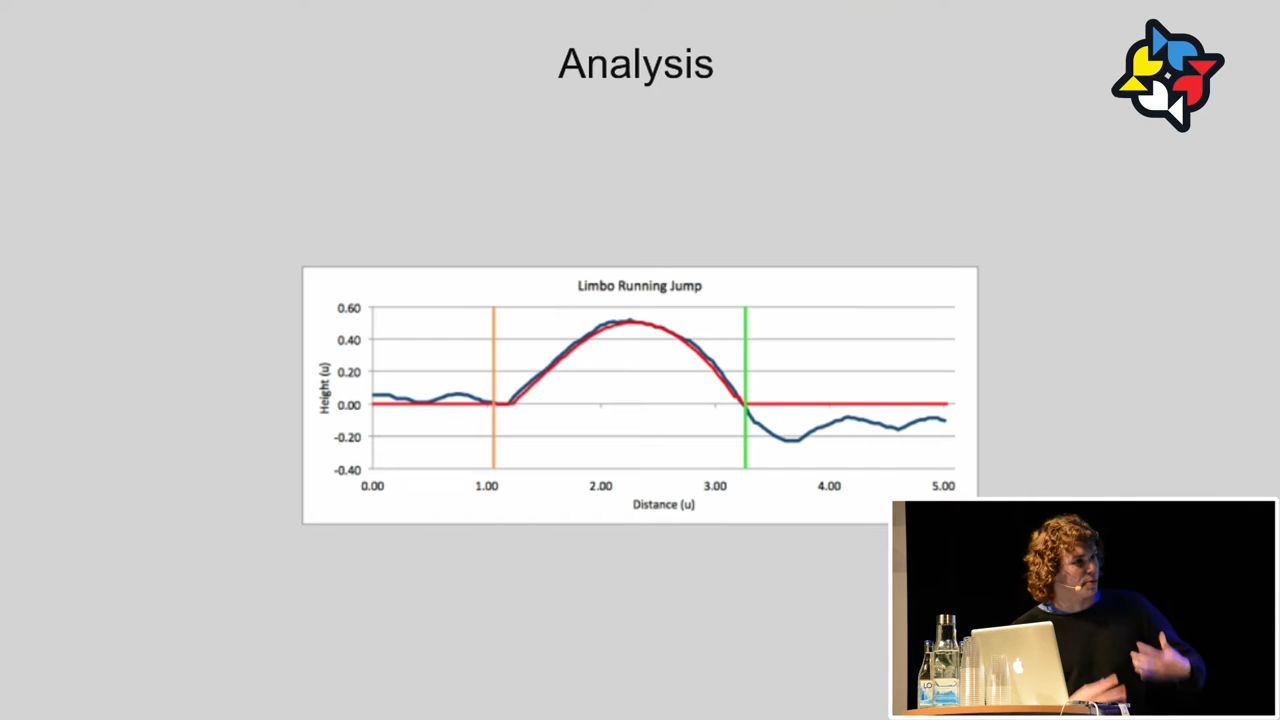 Analysis
Limbo Running Jump
0.60
0.40
0.20
0.00
-0.20
-0.40
Height (u)
0.00 1.00 2.00 3.00 4.00 5.00
Distance (u)
LO